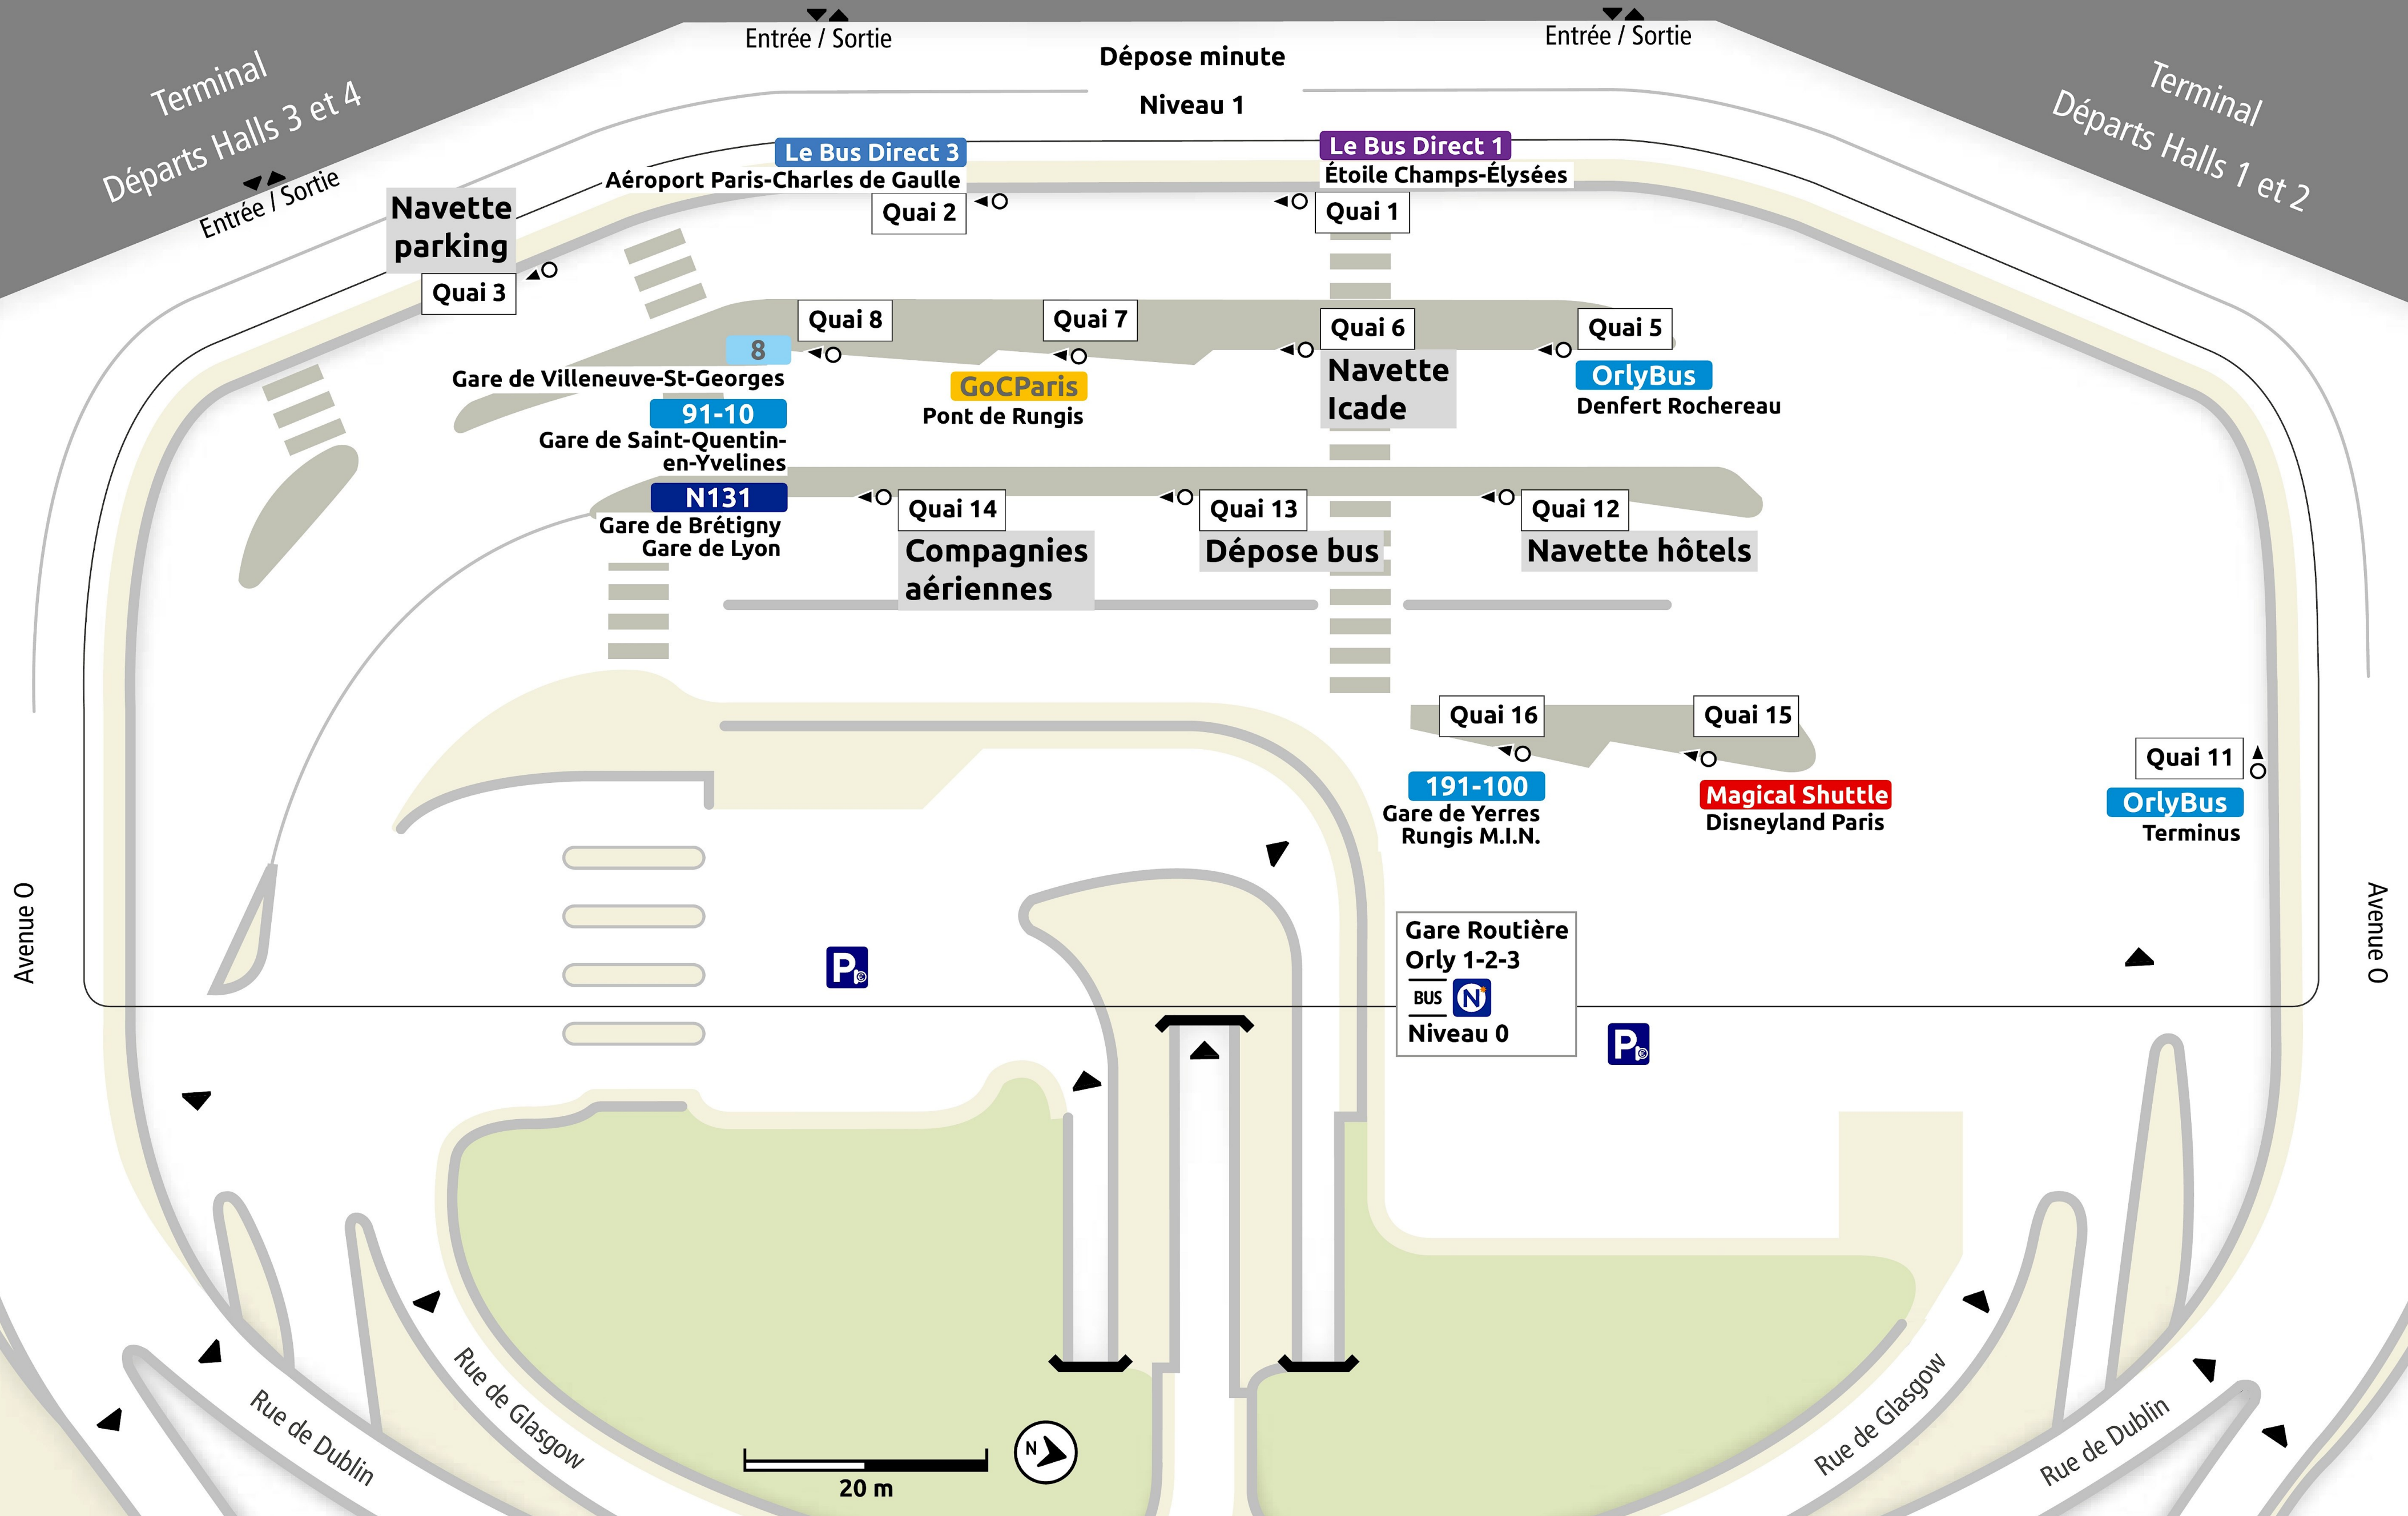 Terminal
Départs Halls 3 et 4
Entrée / Sortie
Entrée / Sortie
Dépose minute
Niveau 1
Entrée / Sortie
Terminal
Départs Halls 1 et 2
Le Bus Direct 3
Aéroport Paris-Charles de Gaulle
Quai 2
Le Bus Direct 1
Étoile Champs-Élysées
Quai 1
Navette
parking
Quai 3
Quai 8
8
Gare de Villeneuve-St-Georges
91-10
Gare de Saint-Quentin-
en-Yvelines
N131
Gare de Brétigny
Gare de Lyon
Quai 7
GoCParis
Pont de Rungis
Quai 6
Navette
Icade
Quai 5
OrlyBus
Denfert Rochereau
Quai 14
Compagnies
aériennes
Quai 13
Dépose bus
Quai 12
Navette hôtels
Quai 16
191-100
Gare de Yerres
Rungis M.I.N.
Quai 15
Magical Shuttle
Disneyland Paris
Quai 11
OrlyBus
Terminus
Avenue O
Avenue O
P€
Gare Routière
Orly 1-2-3
BUS N
Niveau 0
P€
Rue de Dublin
Rue de Glasgow
20 m
N
Rue de Glasgow
Rue de Dublin